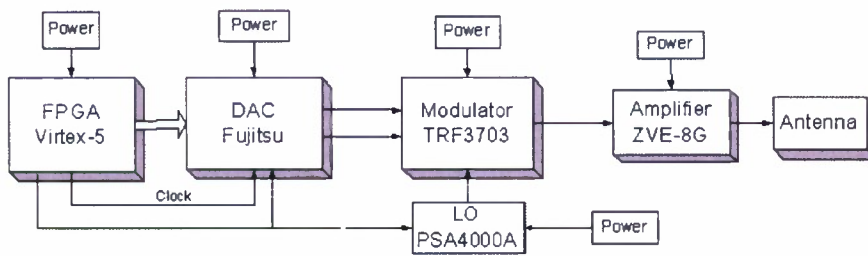 Power
Power
Power
Power
FPGA
Virtex-5
DAC
Fujitsu
Modulator
TRF3703
Amplifier
ZVE-8G
Antenna
Clock
LO
PSA4000A
Power